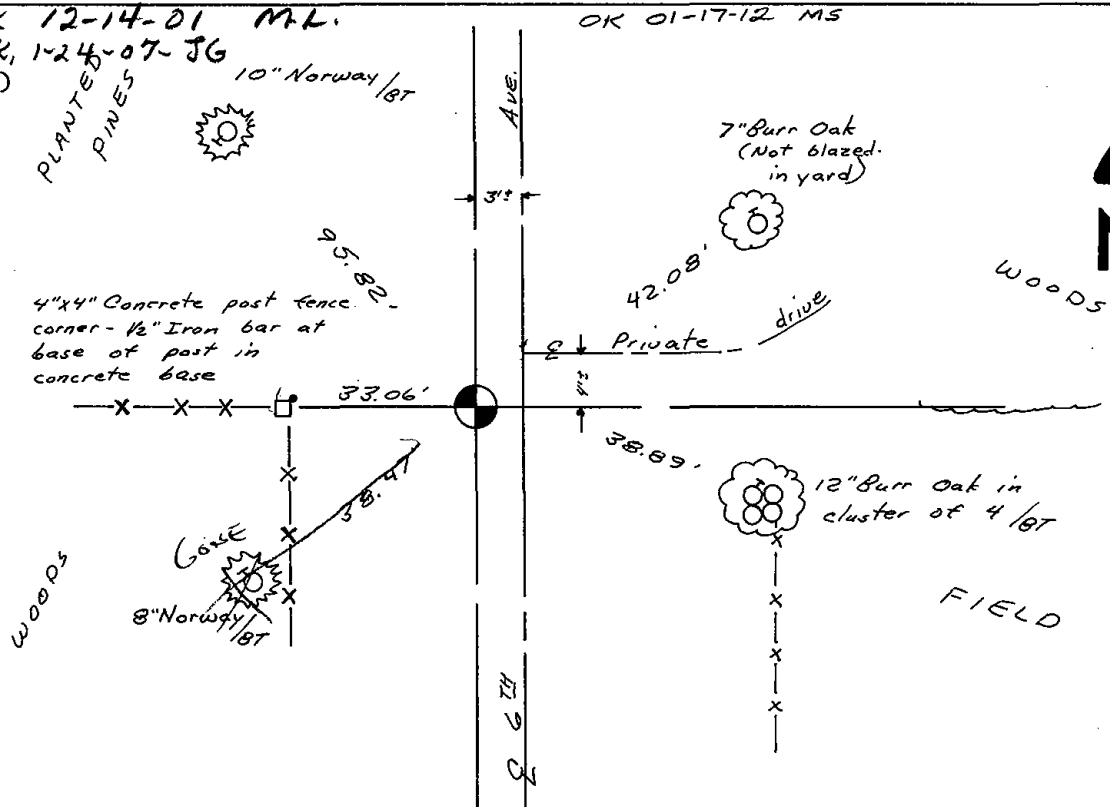 12-14-01 M.L.
OK 01-17-12 MS
1-24-07-JG
PLANTED
PINES
10" Norway /BT
AVE.
7" Burr Oak
(Not blazed.
in yard)
3'±
95.82
42.08'
WOODS
4"x4" Concrete post fence
corner - 1/2" Iron bar at
base of post in
concrete base
Private
drive
4'±
33.06'
38.89'
38.47
12" Burr Oak in
cluster of 4 /BT
GONE
8" Norway
/BT
WOODS
FIELD
6TH
N